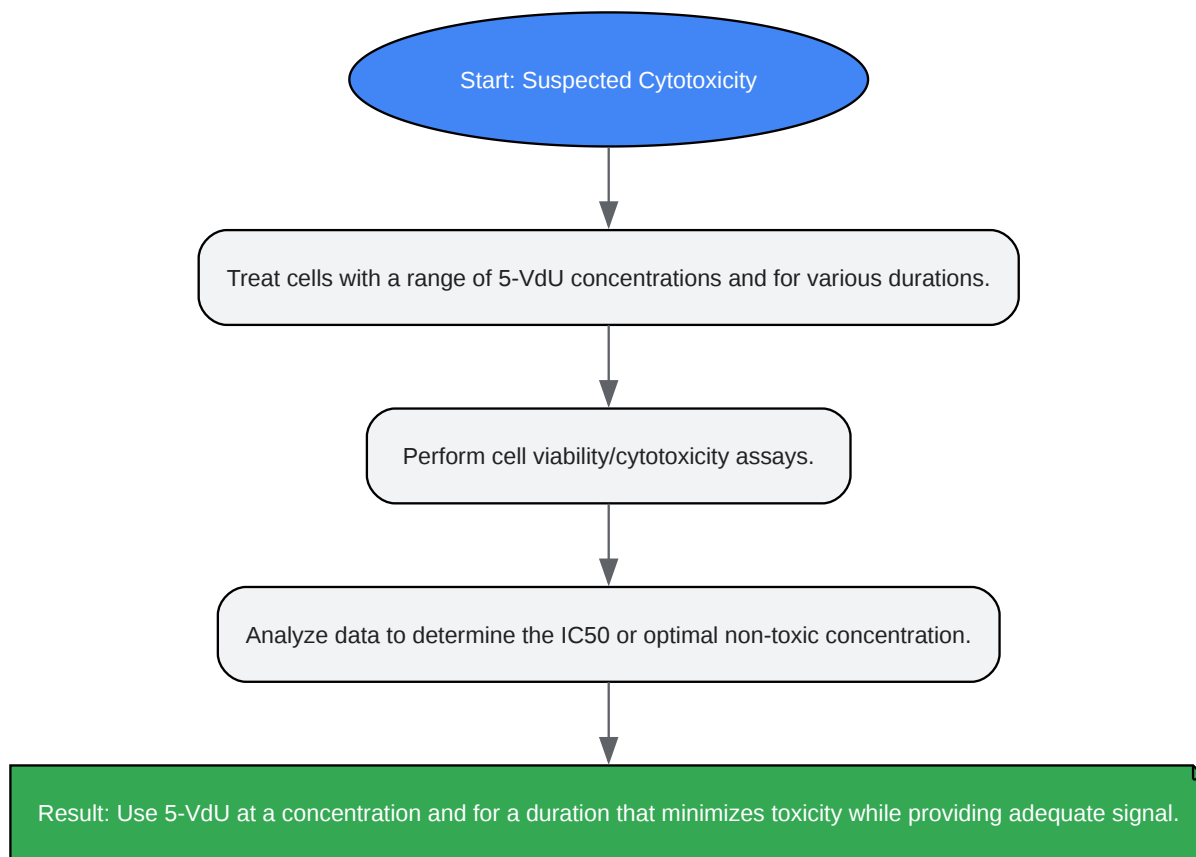 Start: Suspected Cytotoxicity
Treat cells with a range of 5-VdU concentrations and for various durations.
Perform cell viability/cytotoxicity assays.
Analyze data to determine the IC50 or optimal non-toxic concentration.
Result: Use 5-VdU at a concentration and for a duration that minimizes toxicity while providing adequate signal.